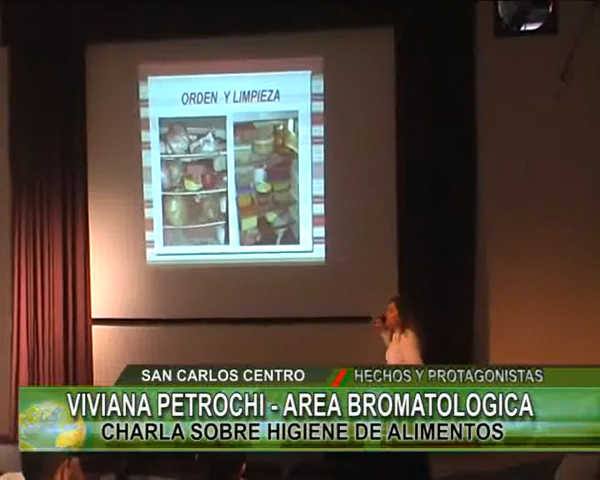 ORDEN Y LIMPIEZA
SAN CARLOS CENTRO
HECHOS Y PROTAGONISTAS
VIVIANA PETROCHI - AREA BROMATOLOGICA
CHARLA SOBRE HIGIENE DE ALIMENTOS